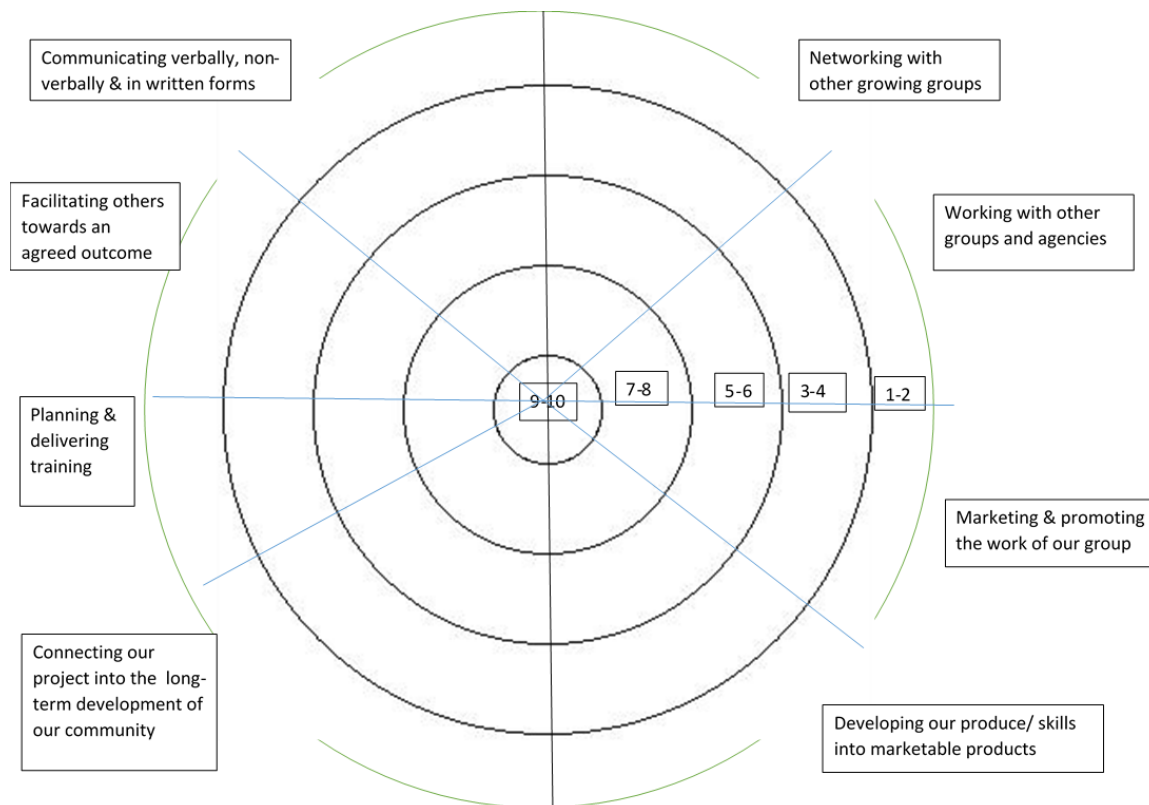 Communicating verbally, non-
verbally & in written forms
Networking with
other growing groups
Facilitating others
towards an
agreed outcome
Working with other
groups and agencies
9-10
7-8
5-6
3-4
1-2
Planning &
delivering
training
Marketing & promoting
the work of our group
Connecting our
project into the long-
term development of
our community
Developing our produce/ skills
into marketable products